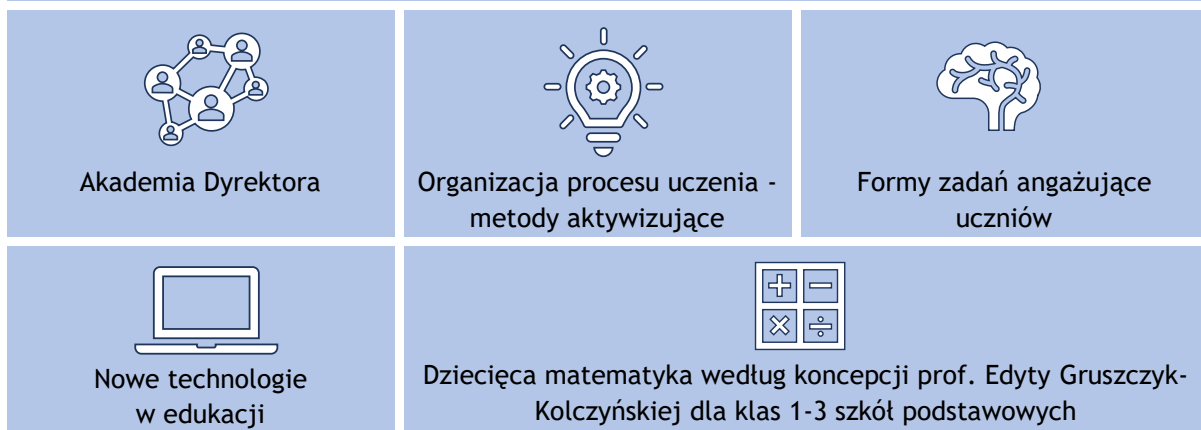 Akademia Dyrektora
Organizacja procesu uczenia -
metody aktywizujące
Formy zadań angażujące
uczniów
Nowe technologie
w edukacji
Dziecięca matematyka według koncepcji prof. Edyty Gruszczyk-
Kolczyńskiej dla klas 1-3 szkół podstawowych